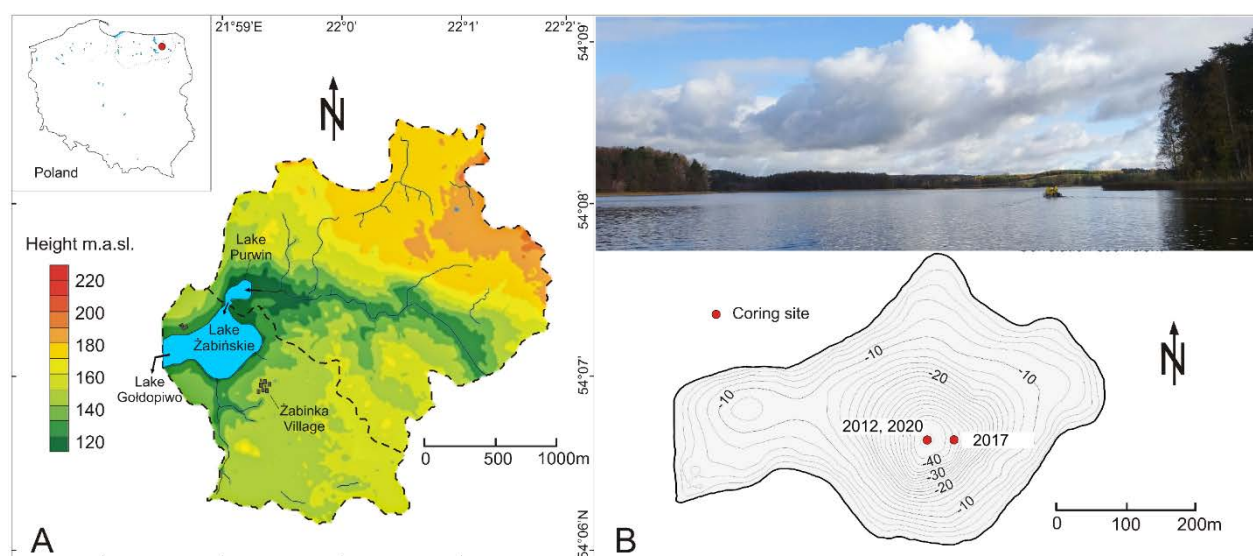 21°59'E
22°0'
22°1'
22°2'
54°09'
54°08'
54°07'
54°06'N
Poland
N
Height m.a.sl.
220
200
180
160
140
120
Lake
Purwin
Lake
Żabińskie
Lake
Gołdopiwo
Żabinka
Village
0 500 1000m
A
Coring site
N
-10
-20
-10
-10
2012, 2020
2017
-40
-30
-20
-10
-10
0 100 200m
B